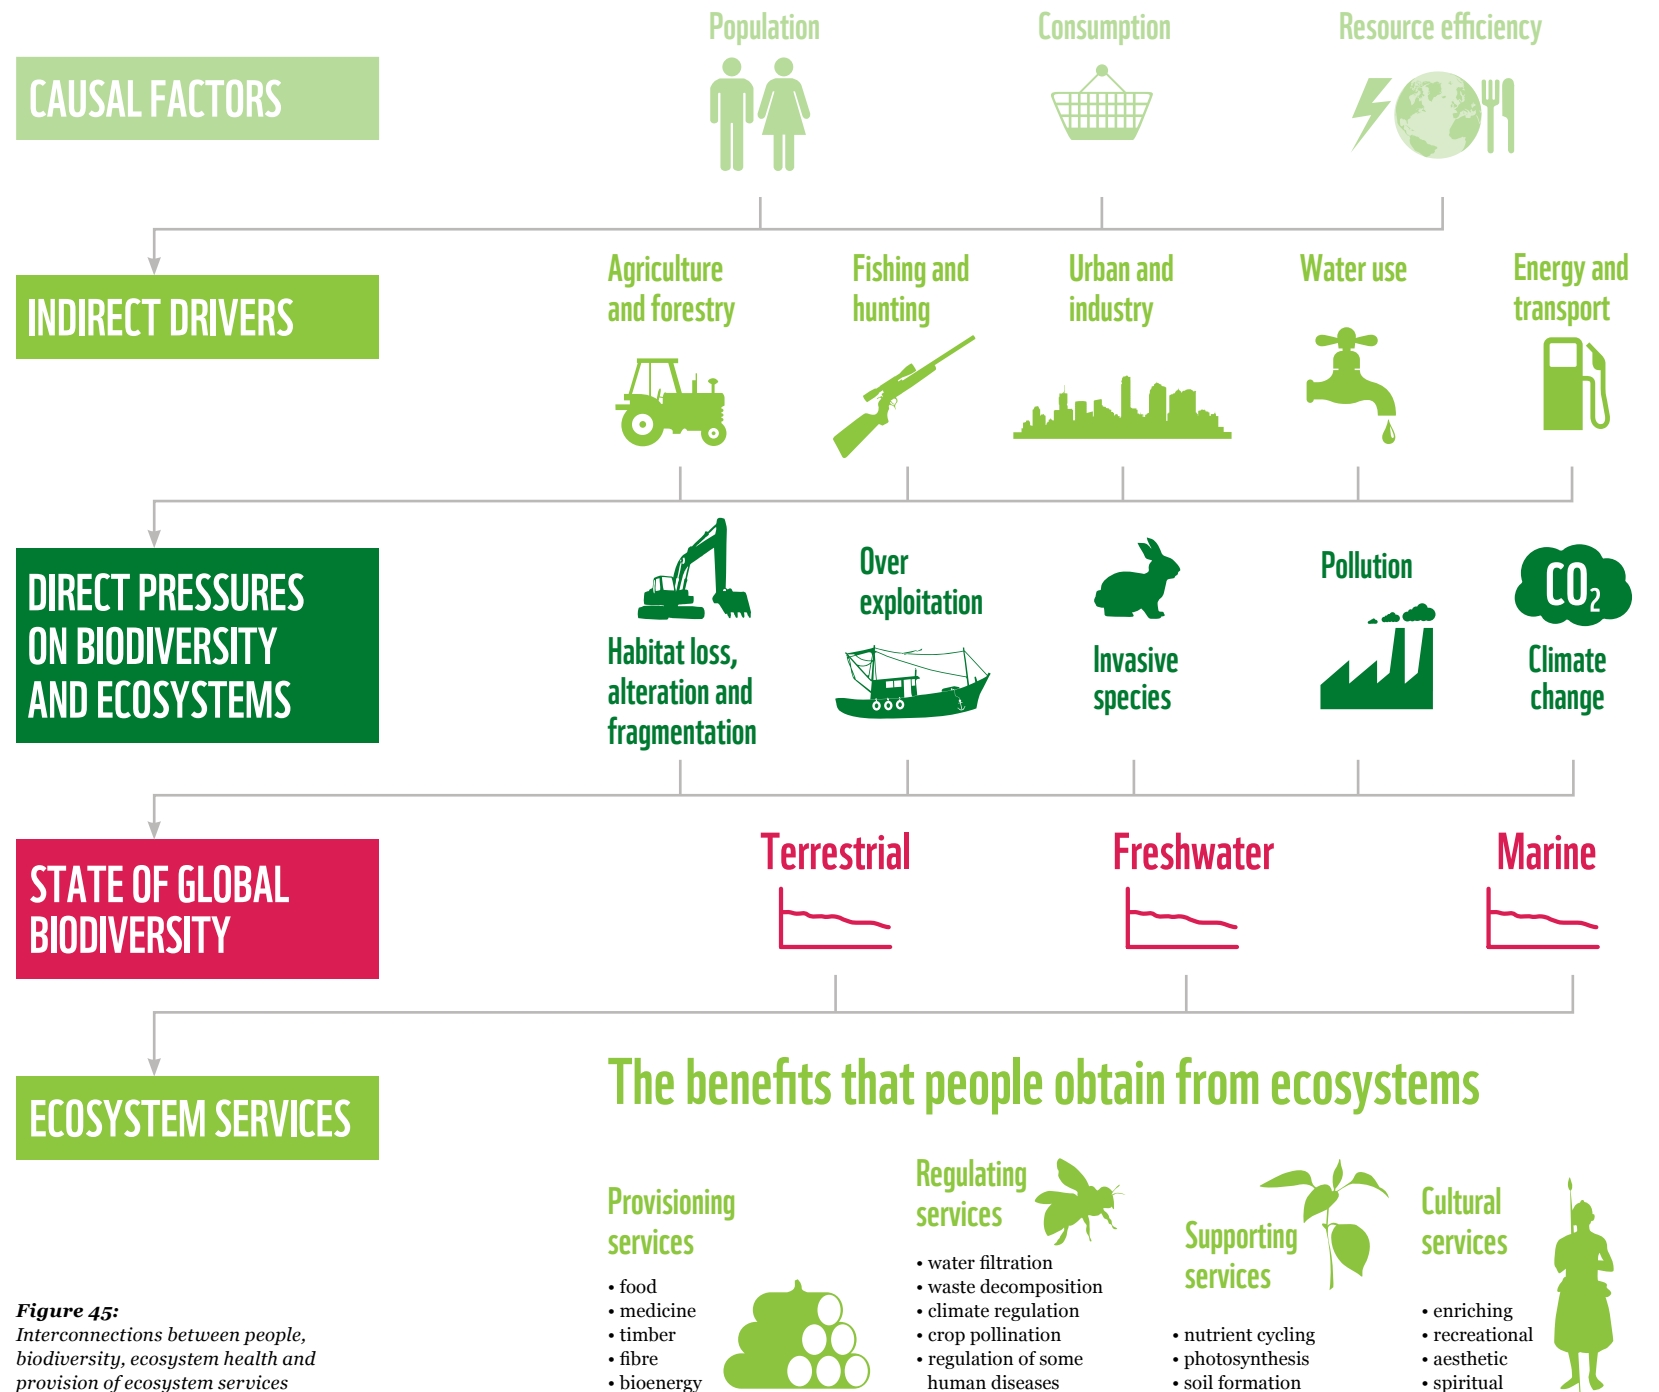 Population
Consumption
Resource efficiency
CAUSAL FACTORS
Agriculture
and forestry
Fishing and
hunting
Urban and
industry
Water use
Energy and
transport
INDIRECT DRIVERS
DIRECT PRESSURES
ON BIODIVERSITY
AND ECOSYSTEMS
Habitat loss,
alteration and
fragmentation
Over
exploitation
Invasive
species
Pollution
CO₂
Climate
change
STATE OF GLOBAL
BIODIVERSITY
Terrestrial
Freshwater
Marine
ECOSYSTEM SERVICES
The benefits that people obtain from ecosystems
Provisioning
services
• food
• medicine
• timber
• fibre
• bioenergy
Regulating
services
• water filtration
• waste decomposition
• climate regulation
• crop pollination
• regulation of some
human diseases
Supporting
services
• nutrient cycling
• photosynthesis
• soil formation
Cultural
services
• enriching
• recreational
• aesthetic
• spiritual
Figure 45:
Interconnections between people,
biodiversity, ecosystem health and
provision of ecosystem services